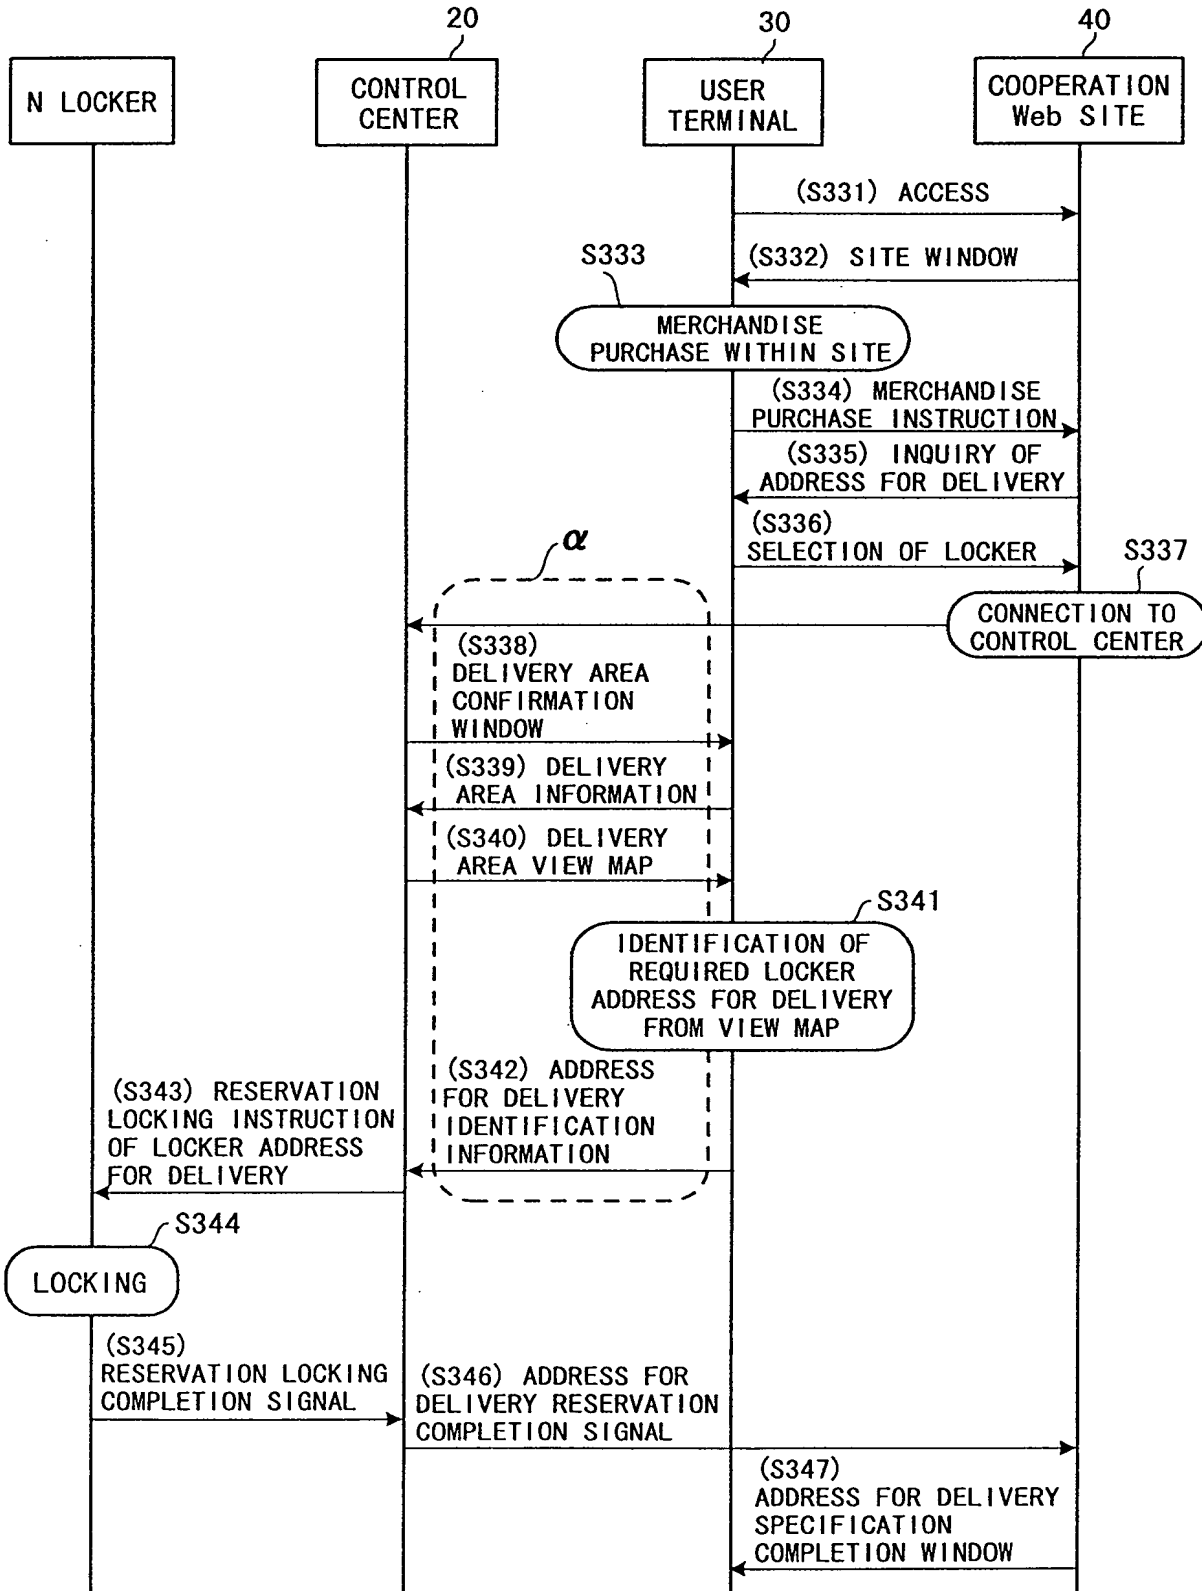 20
30
40
N LOCKER
CONTROL
CENTER
USER
TERMINAL
COOPERATION
Web SITE
(S331) ACCESS
(S332) SITE WINDOW
S333
MERCHANDISE
PURCHASE WITHIN SITE
(S334) MERCHANDISE
PURCHASE INSTRUCTION
(S335) INQUIRY OF
ADDRESS FOR DELIVERY
(S336)
SELECTION OF LOCKER
α
S337
CONNECTION TO
CONTROL CENTER
(S338)
DELIVERY AREA
CONFIRMATION
WINDOW
(S339) DELIVERY
AREA INFORMATION
(S340) DELIVERY
AREA VIEW MAP
S341
IDENTIFICATION OF
REQUIRED LOCKER
ADDRESS FOR DELIVERY
FROM VIEW MAP
(S342) ADDRESS
FOR DELIVERY
IDENTIFICATION
INFORMATION
(S343) RESERVATION
LOCKING INSTRUCTION
OF LOCKER ADDRESS
FOR DELIVERY
S344
LOCKING
(S345)
RESERVATION LOCKING
COMPLETION SIGNAL
(S346) ADDRESS FOR
DELIVERY RESERVATION
COMPLETION SIGNAL
(S347)
ADDRESS FOR DELIVERY
SPECIFICATION
COMPLETION WINDOW